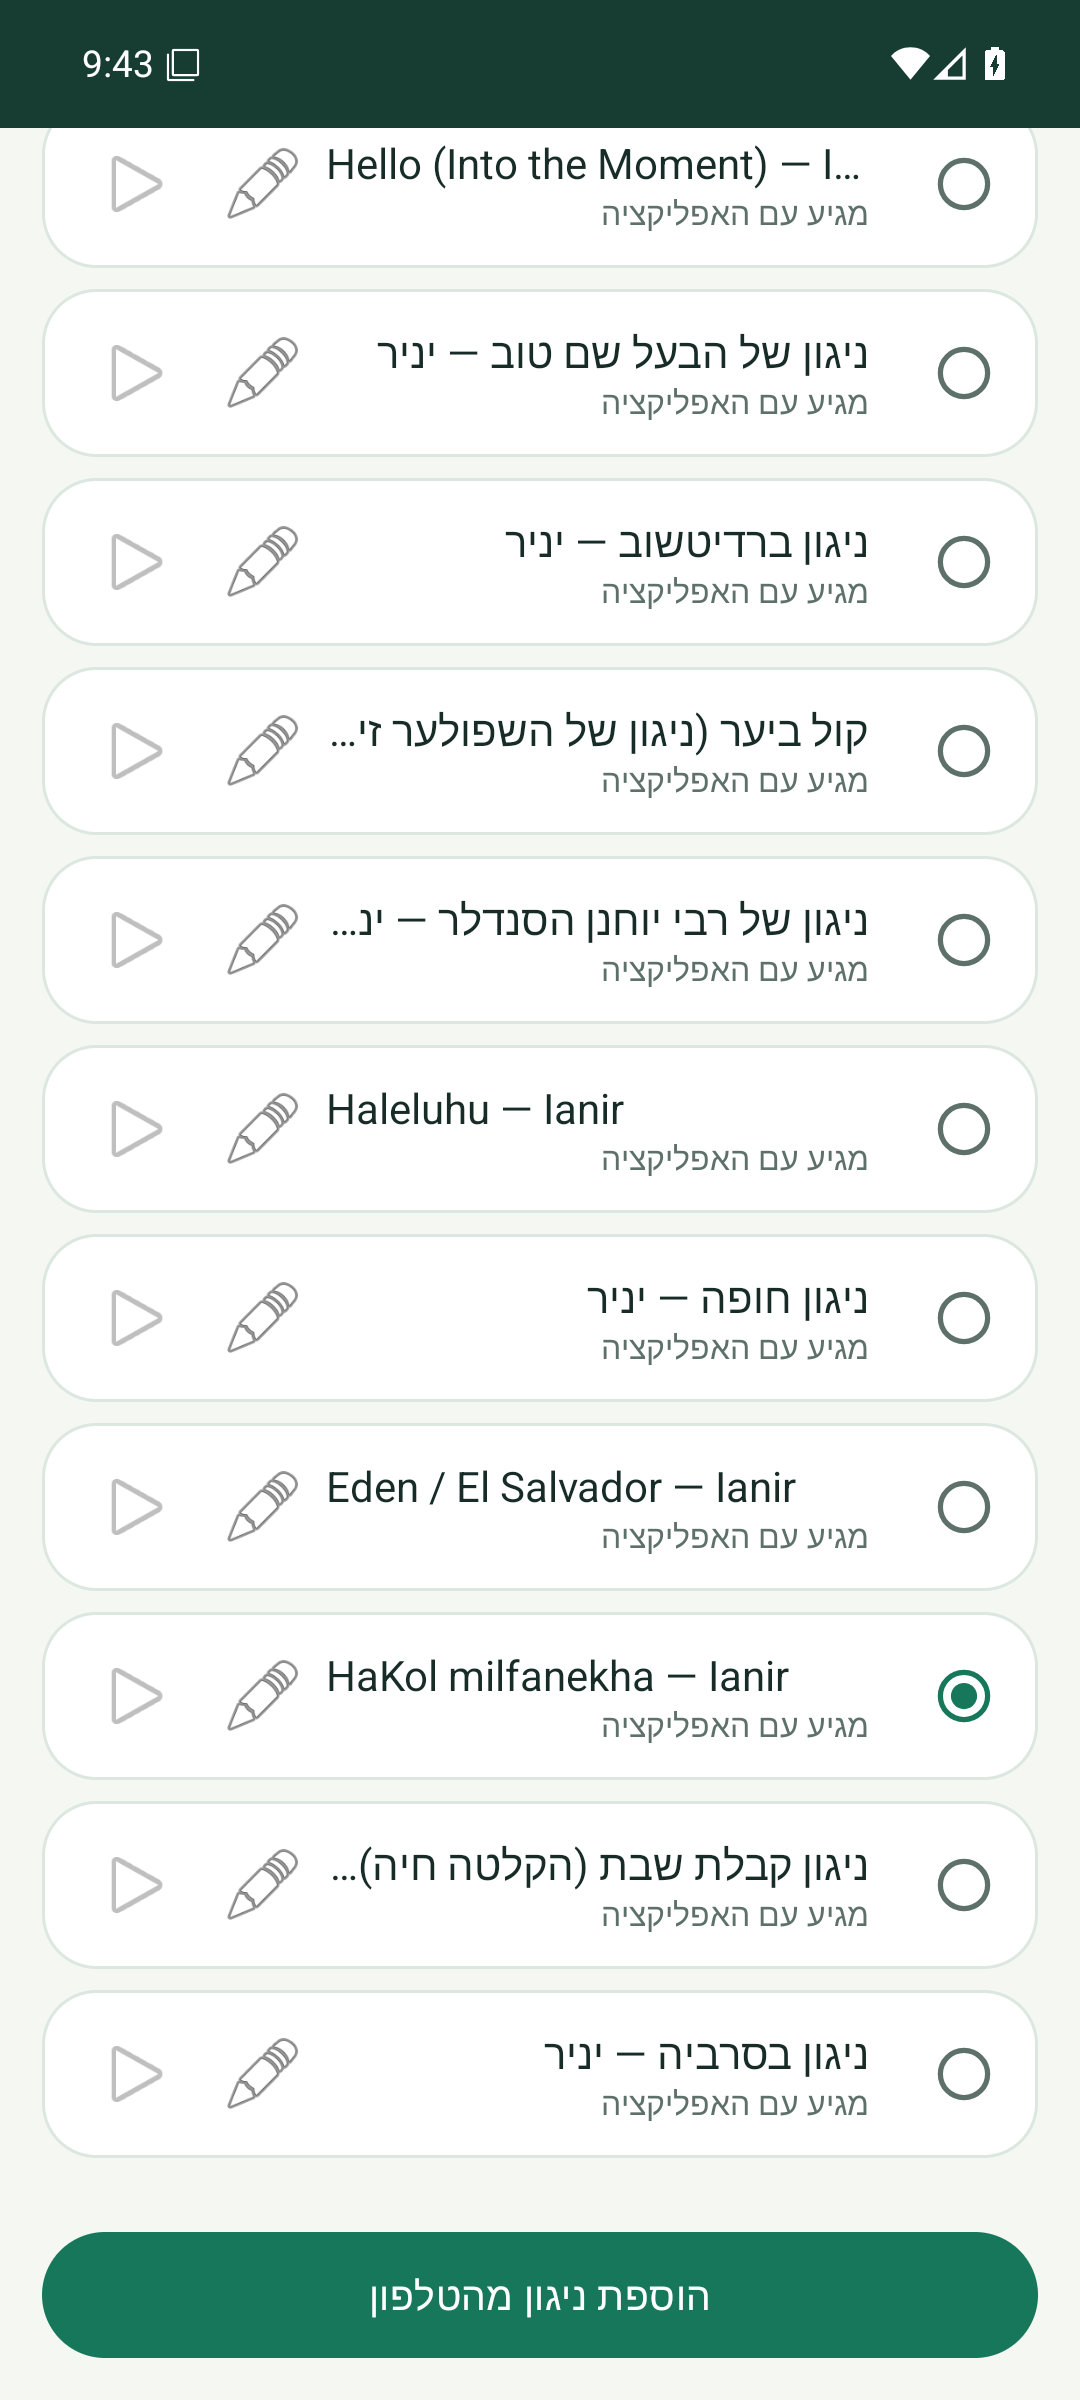 9:43
Hello (Into the Moment) — I...
מגיע עם האפליקציה
ניגון של הבעל שם טוב — יניר
מגיע עם האפליקציה
ניגון ברדיטשוב — יניר
מגיע עם האפליקציה
קול ביער (ניגון של השפולער זי...
מגיע עם האפליקציה
ניגון של רבי יוחנן הסנדלר — ינ...
מגיע עם האפליקציה
Haleluhu — Ianir
מגיע עם האפליקציה
ניגון חופה — יניר
מגיע עם האפליקציה
Eden / El Salvador — Ianir
מגיע עם האפליקציה
HaKol milfanekha — Ianir
מגיע עם האפליקציה
ניגון קבלת שבת (הקלטה חיה)...
מגיע עם האפליקציה
ניגון בסרביה — יניר
מגיע עם האפליקציה
הוספת ניגון מהטלפון